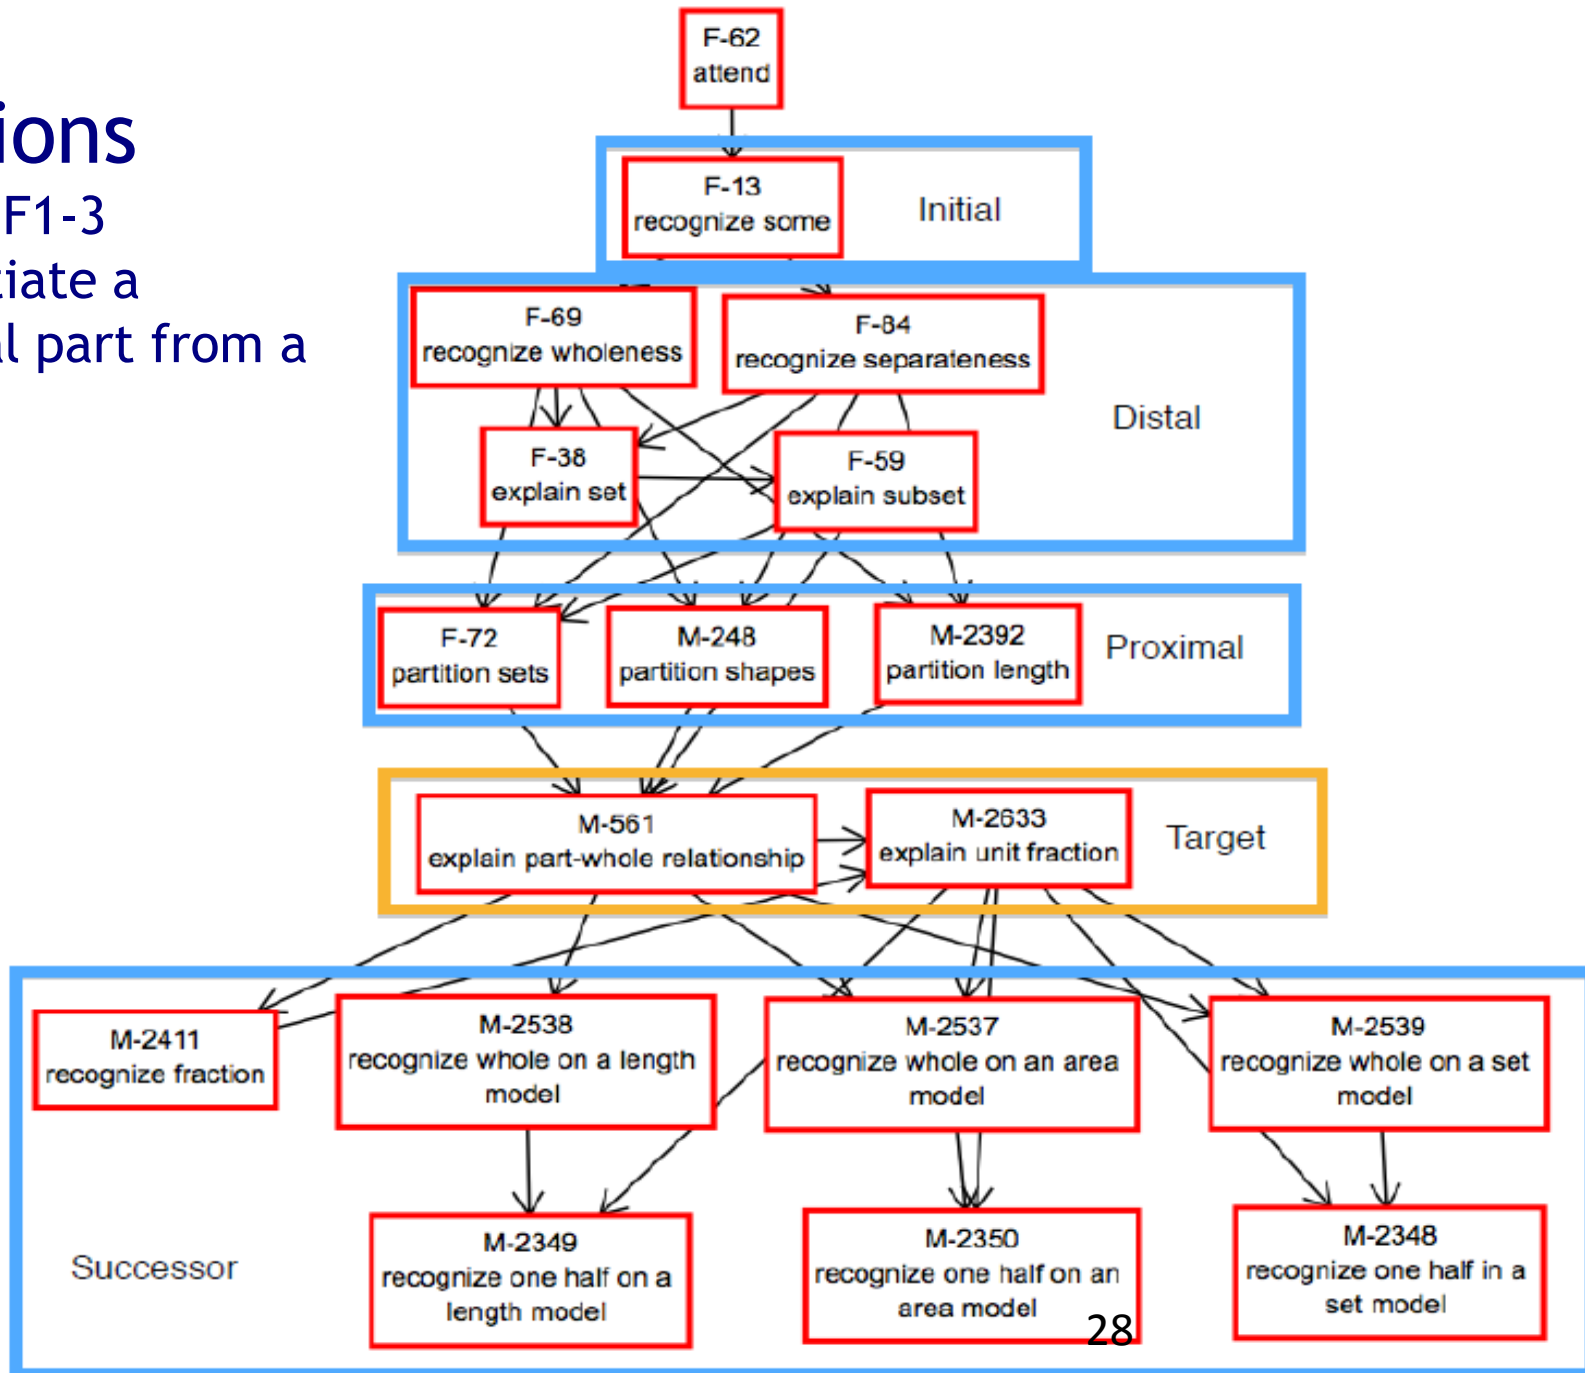 ions
F1-3
tiate a
al part from a
F-62
attend
F-13
recognize some
Initial
F-69
recognize wholeness
F-84
recognize separateness
Distal
F-38
explain set
F-59
explain subset
F-72
partition sets
M-248
partition shapes
M-2392
partition length
Proximal
M-561
explain part-whole relationship
M-2633
explain unit fraction
Target
M-2411
recognize fraction
M-2538
recognize whole on a length
model
M-2537
recognize whole on an area
model
M-2539
recognize whole on a set
model
Successor
M-2349
recognize one half on a
length model
M-2350
recognize one half on an
area model
M-2348
recognize one half in a
set model
28